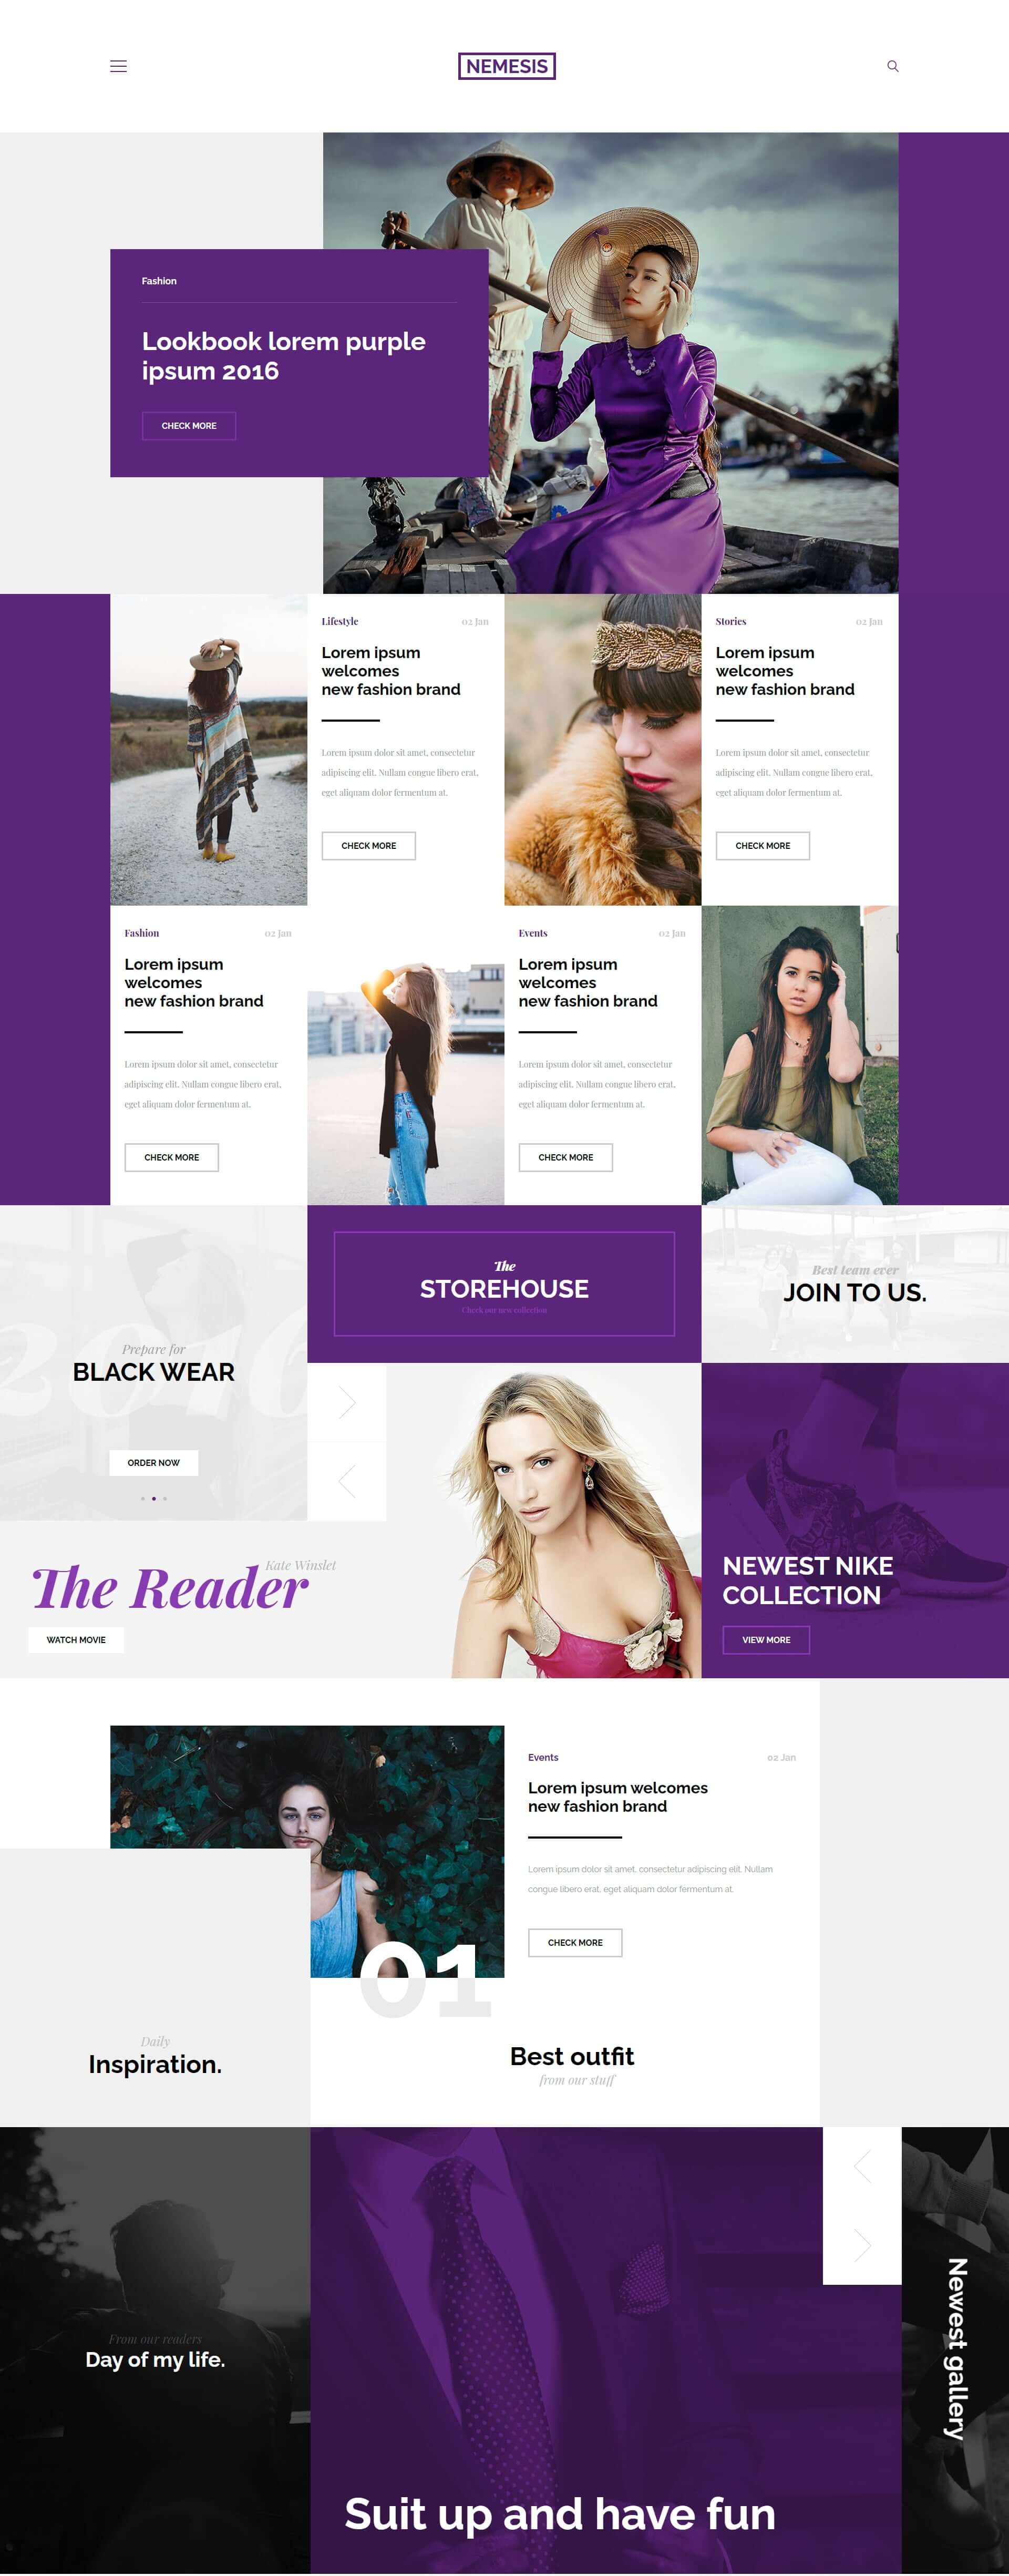 NEMESIS
Fashion
Lookbook lorem purple
ipsum 2016
CHECK MORE
Lifestyle 02 Jan
Lorem ipsum
welcomes
new fashion brand
Lorem ipsum dolor sit amet, consectetur
adipiscing elit. Nullam congue libero erat,
eget aliquam dolor fermentum at.
CHECK MORE
Stories 02 Jan
Lorem ipsum
welcomes
new fashion brand
Lorem ipsum dolor sit amet, consectetur
adipiscing elit. Nullam congue libero erat,
eget aliquam dolor fermentum at.
CHECK MORE
Fashion 02 Jan
Lorem ipsum
welcomes
new fashion brand
Lorem ipsum dolor sit amet, consectetur
adipiscing elit. Nullam congue libero erat,
eget aliquam dolor fermentum at.
CHECK MORE
Events 02 Jan
Lorem ipsum
welcomes
new fashion brand
Lorem ipsum dolor sit amet, consectetur
adipiscing elit. Nullam congue libero erat,
eget aliquam dolor fermentum at.
CHECK MORE
2016
Prepare for
BLACK WEAR
ORDER NOW
The
STOREHOUSE
Check our new collection
Best team ever
JOIN TO US.
Kate Winslet
The Reader
WATCH MOVIE
NEWEST NIKE
COLLECTION
VIEW MORE
Events 02 Jan
Lorem ipsum welcomes
new fashion brand
Lorem ipsum dolor sit amet, consectetur adipiscing elit. Nullam
congue libero erat, eget aliquam dolor fermentum at.
CHECK MORE
01
Daily
Inspiration.
Best outfit
from our stuff
From our readers
Day of my life.
Suit up and have fun
Newest gallery